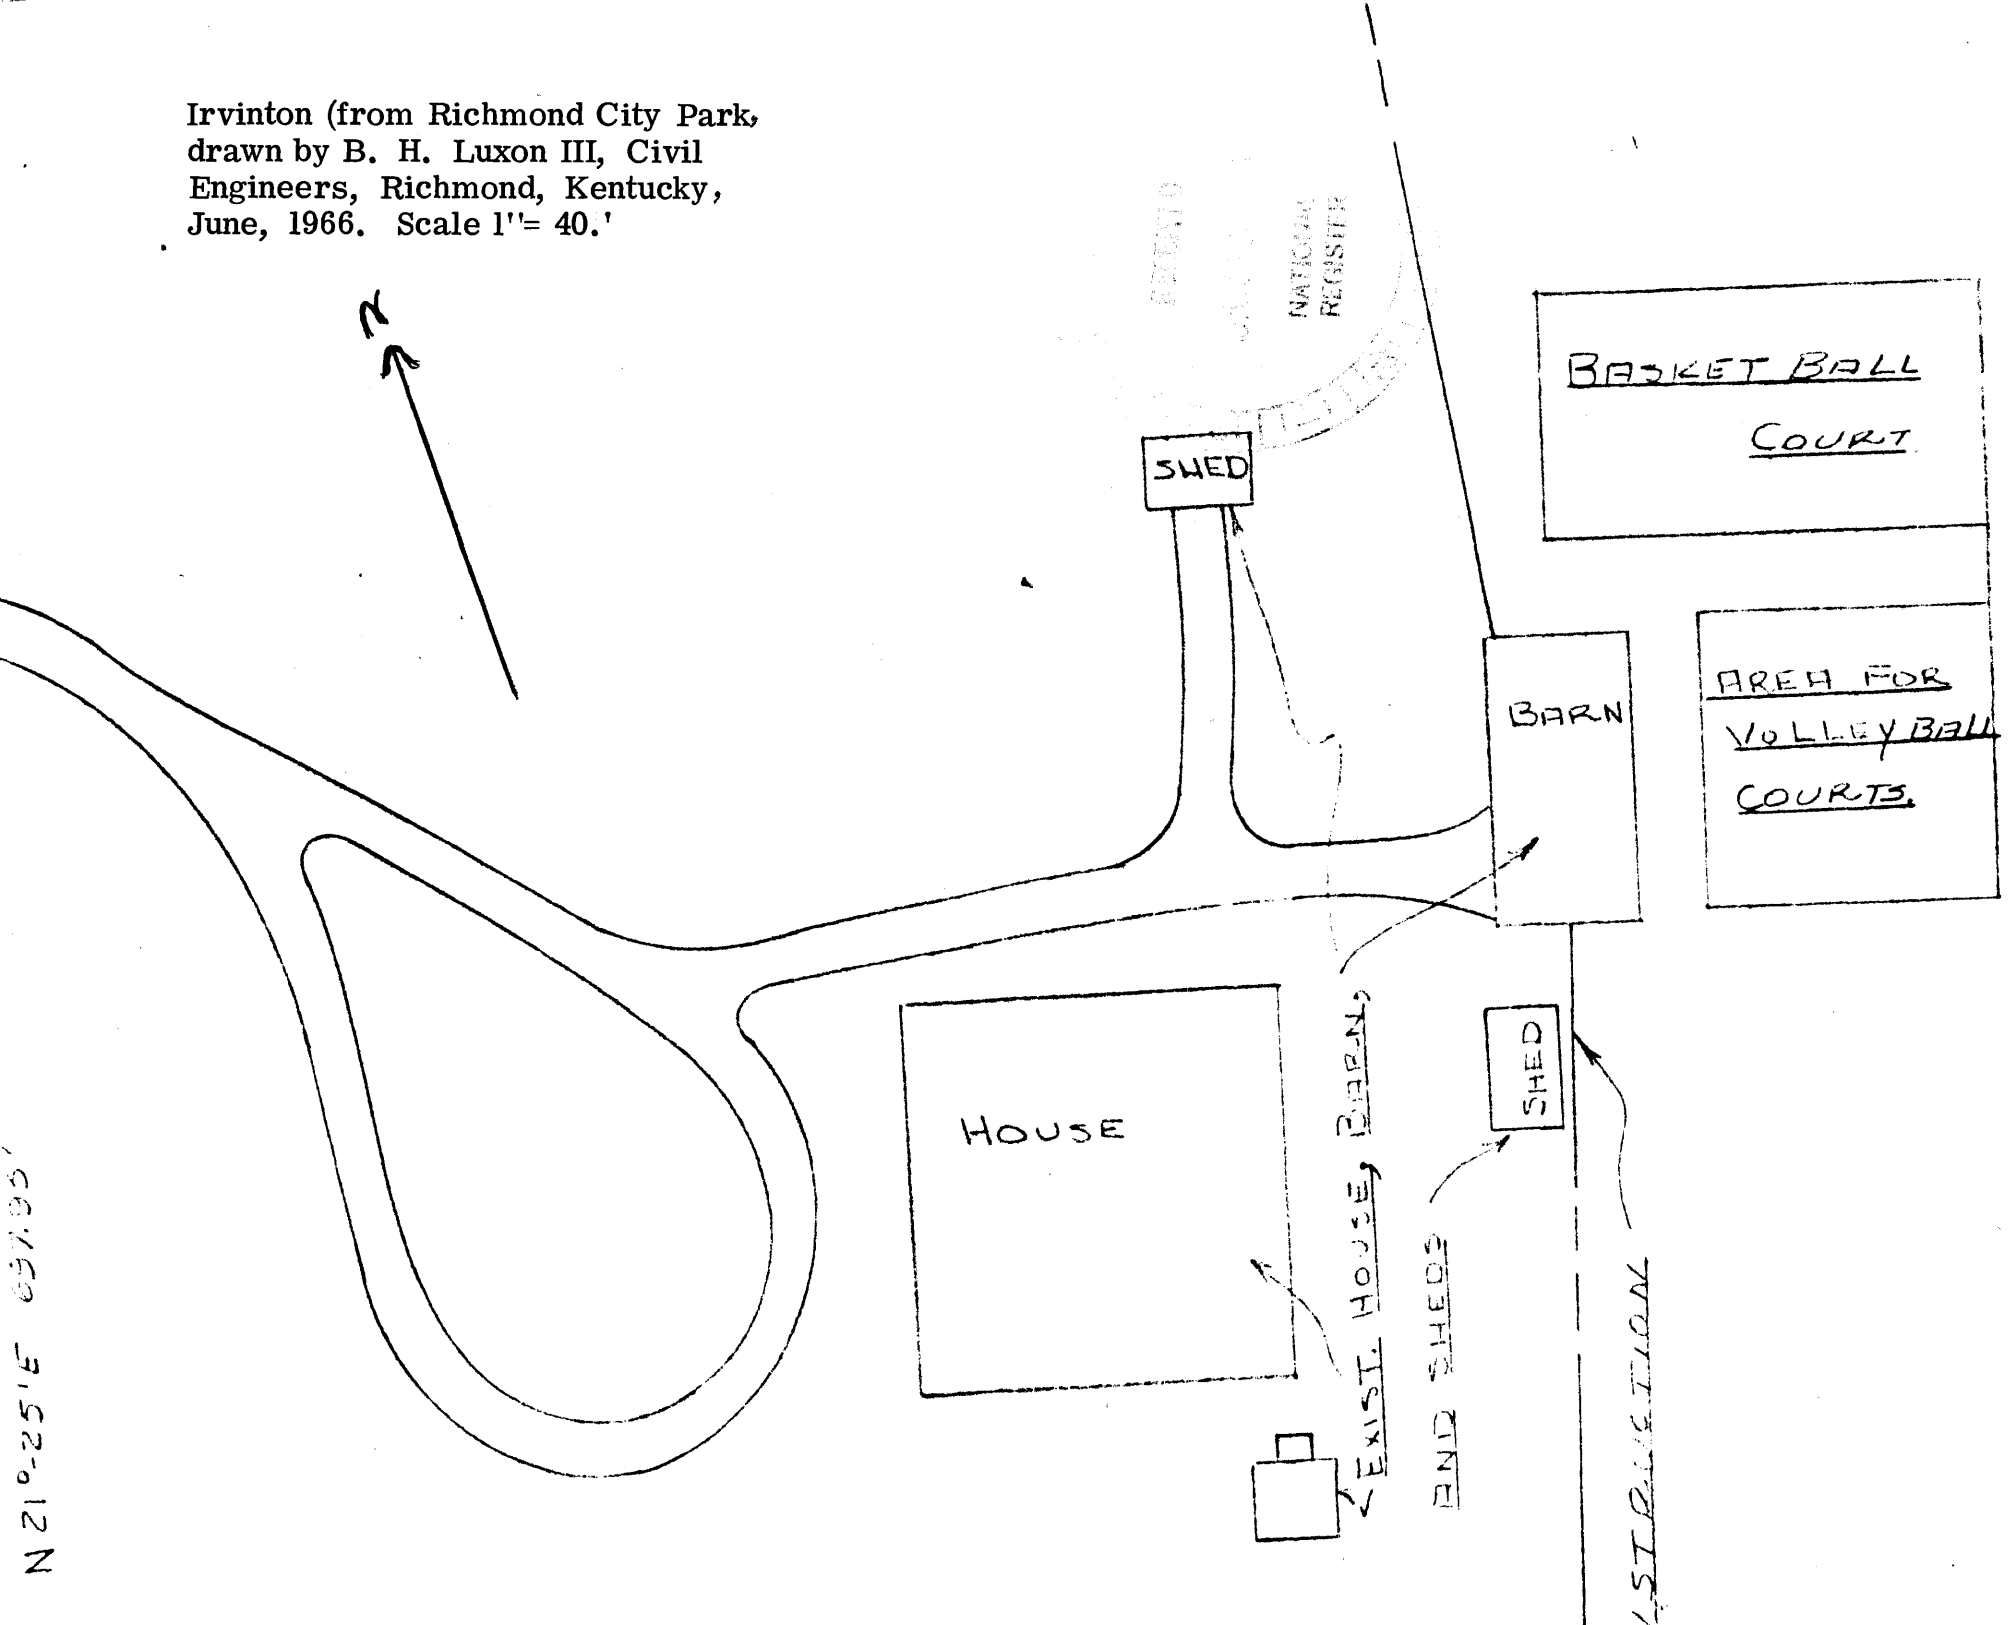 Irvinton (from Richmond City Park,
drawn by B. H. Luxon III, Civil
Engineers, Richmond, Kentucky,
June, 1966. Scale 1"= 40.'
N
NATIONAL
REGISTER
BASKET BALL
COURT
SHED
BARN
AREA FOR
VOLLEY BALL
COURTS.
HOUSE
SHED
EXIST. HOUSE, BARN,
AND SHEDS
N 21°-25' E